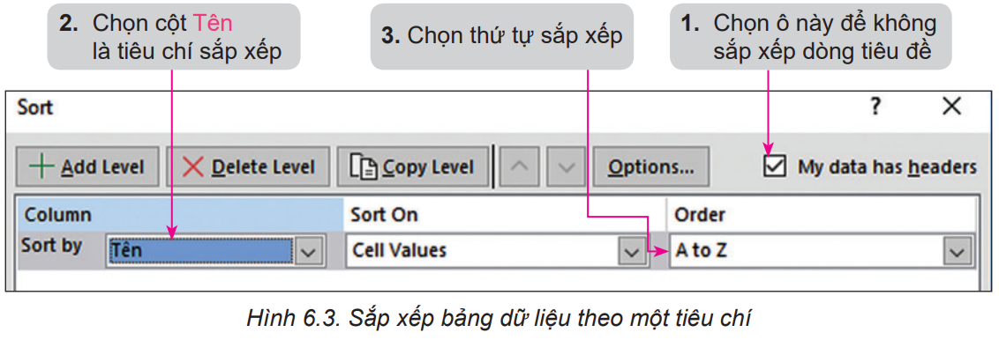 2. Chọn cột Tên
là tiêu chí sắp xếp
3. Chọn thứ tự sắp xếp
1. Chọn ô này để không
sắp xếp dòng tiêu đề
Sort ?
Add Level Delete Level Copy Level Options... My data has headers
Column Sort On Order
Sort by Tên Cell Values A to Z
Hình 6.3. Sắp xếp bảng dữ liệu theo một tiêu chí